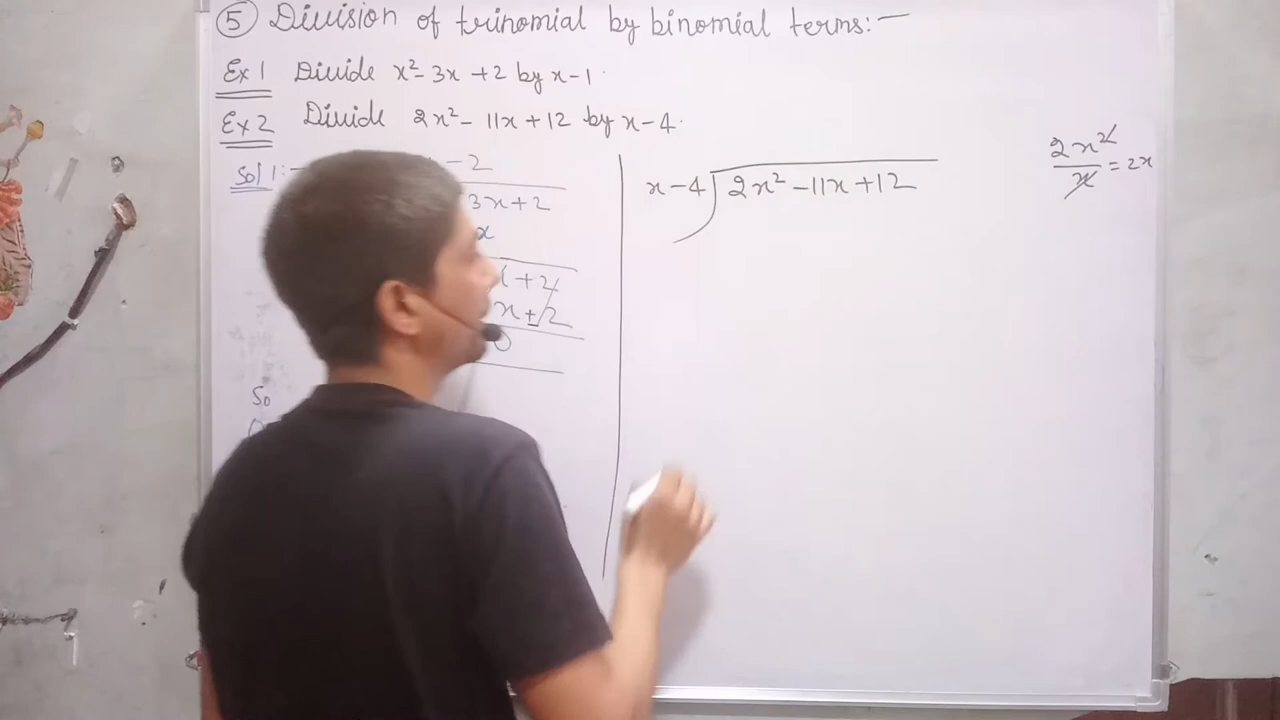 ⑤ Division of trinomial by binomial terms:-
Ex 1 Divide x² - 3x + 2 by x - 1.
Ex 2 Divide 2x² - 11x + 12 by x - 4.
Sol 1:-
- 2
3x + 2
x
+ 2
x ± 2
0
So
x - 4) 2x² - 11x + 12
2x²/x = 2x